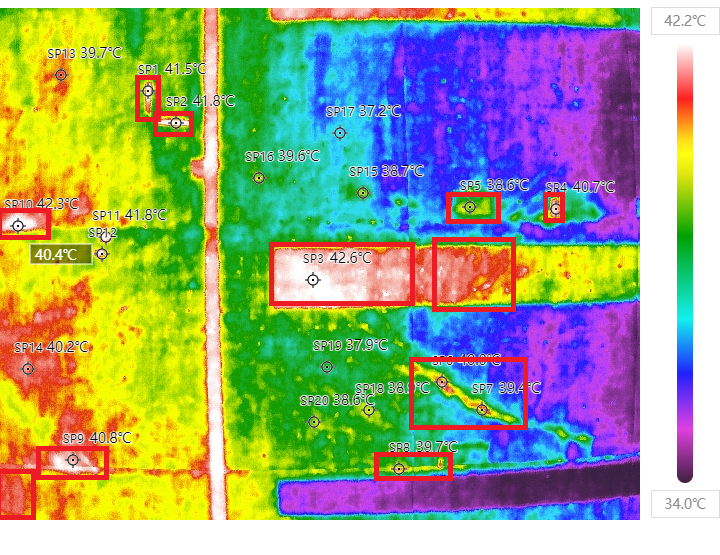 42.2℃
SP13 39.7℃
SP1 41.5℃
SP2 41.8℃
SP17 37.2℃
SP16 39.6℃
SP15 38.7℃
SP5 38.6℃
SP4 40.7℃
SP10 42.3℃
SP11 41.8℃
SP12
40.4℃
SP3 42.6℃
SP19 37.9℃
SP14 40.2℃
SP7 39.4℃
SP20 38.6℃
SP18
SP9 40.8℃
SP8 39.7℃
34.0℃